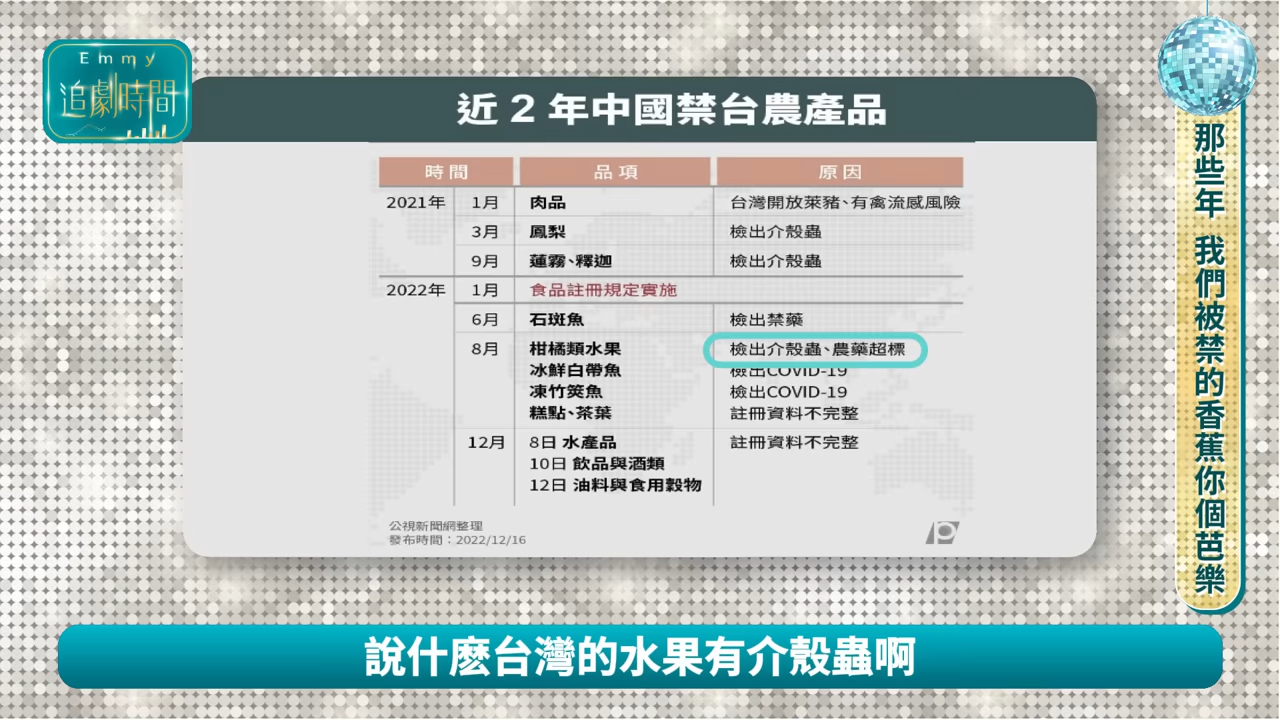 Emmy
追劇時間
近2年中國禁台農產品
時間 品項 原因
2021年 1月 肉品 台灣開放萊豬、有禽流感風險
3月 鳳梨 檢出介殼蟲
9月 蓮霧、釋迦 檢出介殼蟲
2022年 1月 食品註冊規定實施
6月 石斑魚 檢出禁藥
8月 柑橘類水果 檢出介殼蟲、農藥超標
冰鮮白帶魚 檢出COVID-19
凍竹筴魚 檢出COVID-19
糕點、茶葉 註冊資料不完整
12月 8日 水產品 註冊資料不完整
10日 飲品與酒類
12日 油料與食用穀物
公視新聞網整理
發布時間：2022/12/16
那些年 我們被禁的香蕉你個芭樂
說什麼台灣的水果有介殼蟲啊